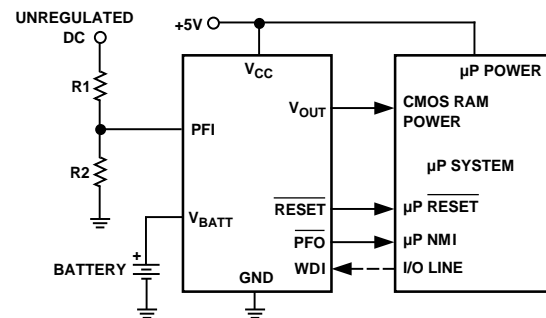 UNREGULATED
DC
+5V
R1
R2
BATTERY
+
V_CC
V_OUT
PFI
V_BATT
RESET
PFO
WDI
GND
µP POWER
CMOS RAM
POWER
µP SYSTEM
µP RESET
µP NMI
I/O LINE